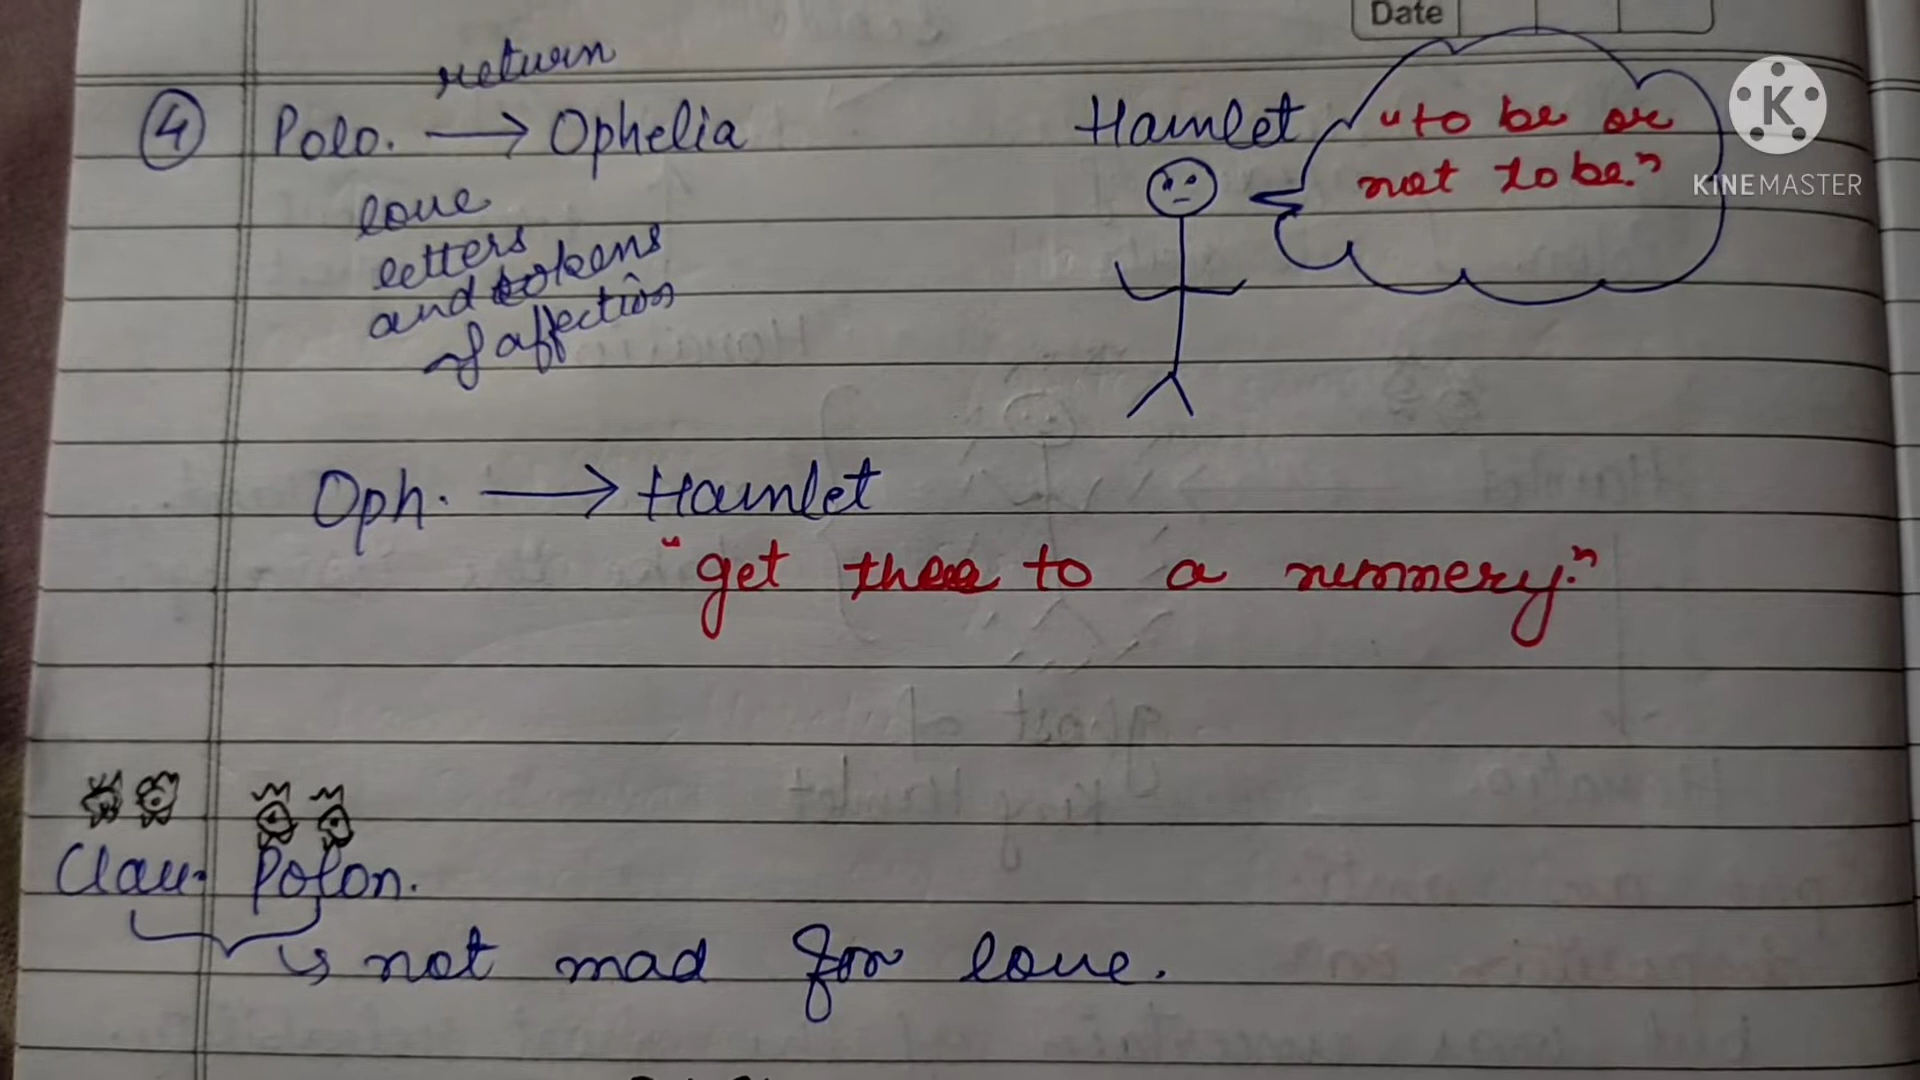 Date
return
④ Polo. → Ophelia
love
letters
and tokens
of affection
Hamlet
"to be or
not to be."
K
KINEMASTER
Oph. → Hamlet
"get thee to a nunnery."
Clau. Polon.
↳ not mad for love.